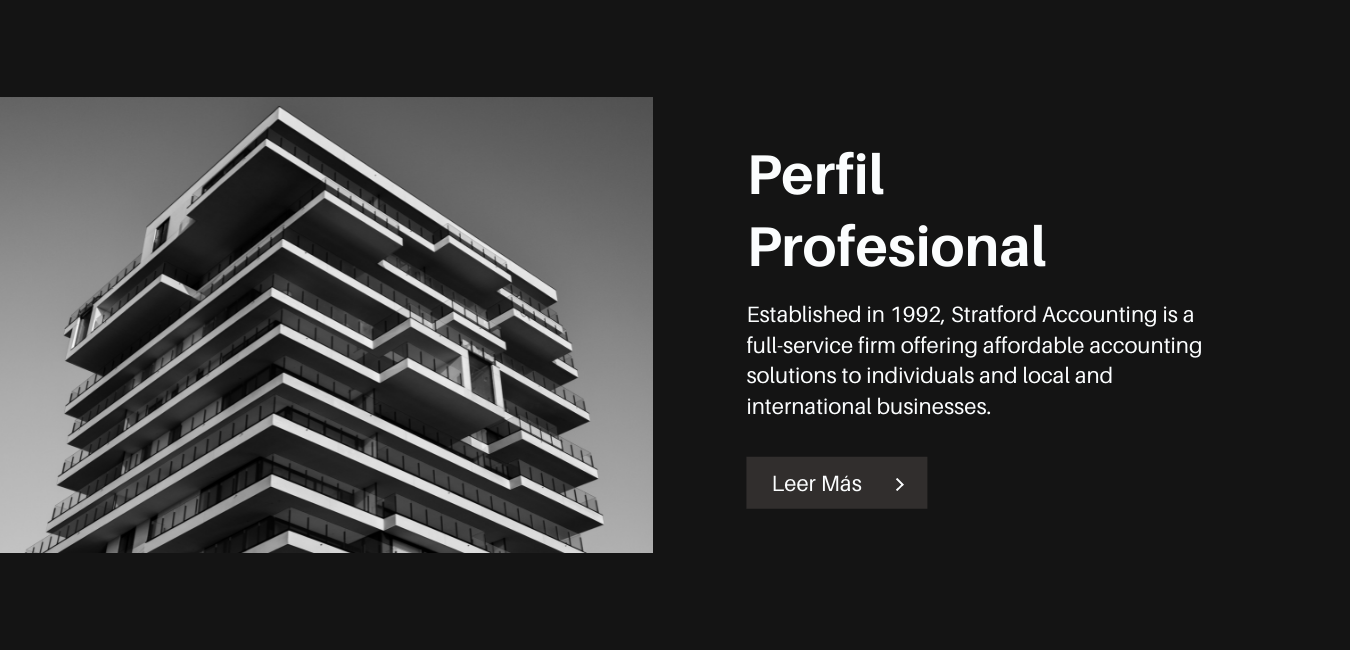 Perfil
Profesional
Established in 1992, Stratford Accounting is a
full-service firm offering affordable accounting
solutions to individuals and local and
international businesses.
Leer Más